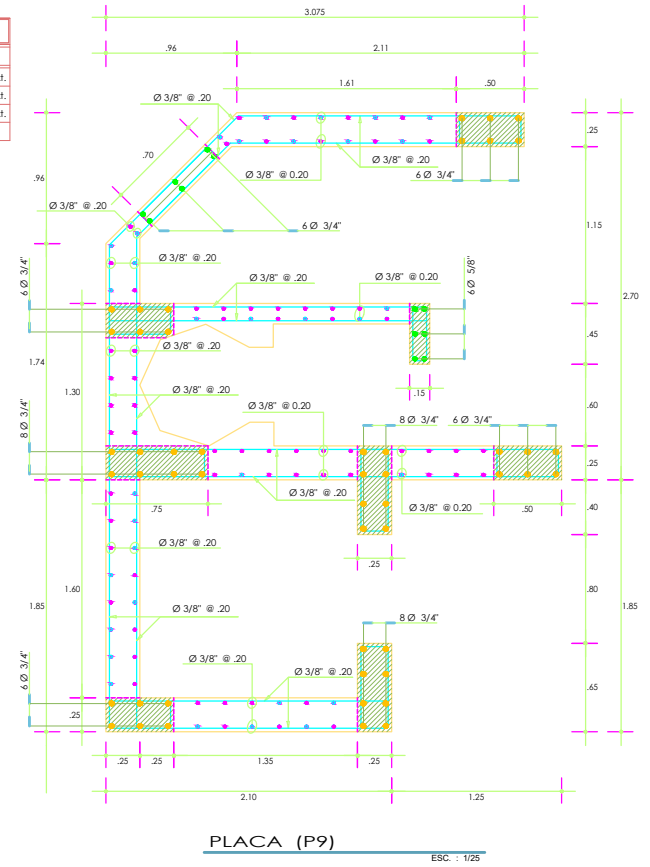 3.075
.96
2.11
1.61
.50
t.
t.
t.
Ø 3/8" @ .20
Ø 3/8" @ .20
.25
.70
Ø 3/8" @ .20
.96
Ø 3/8" @ 0.20
6 Ø 3/4"
Ø 3/8" @ .20
6 Ø 3/4"
1.15
Ø 3/8" @ .20
6 Ø 3/4"
Ø 3/8" @ .20
Ø 3/8" @ 0.20
6 Ø 5/8"
2.70
.45
Ø 3/8" @ .20
1.74
1.30
Ø 3/8" @ .20
.15
.60
8 Ø 3/4"
Ø 3/8" @ 0.20
8 Ø 3/4"
6 Ø 3/4"
.25
Ø 3/8" @ .20
.75
Ø 3/8" @ 0.20
.50
.40
Ø 3/8" @ .20
.25
1.60
1.85
.80
1.85
Ø 3/8" @ .20
8 Ø 3/4"
6 Ø 3/4"
Ø 3/8" @ .20
Ø 3/8" @ .20
.65
.25
.25
.25
1.35
.25
2.10
1.25
PLACA (P9)
ESC. : 1/25